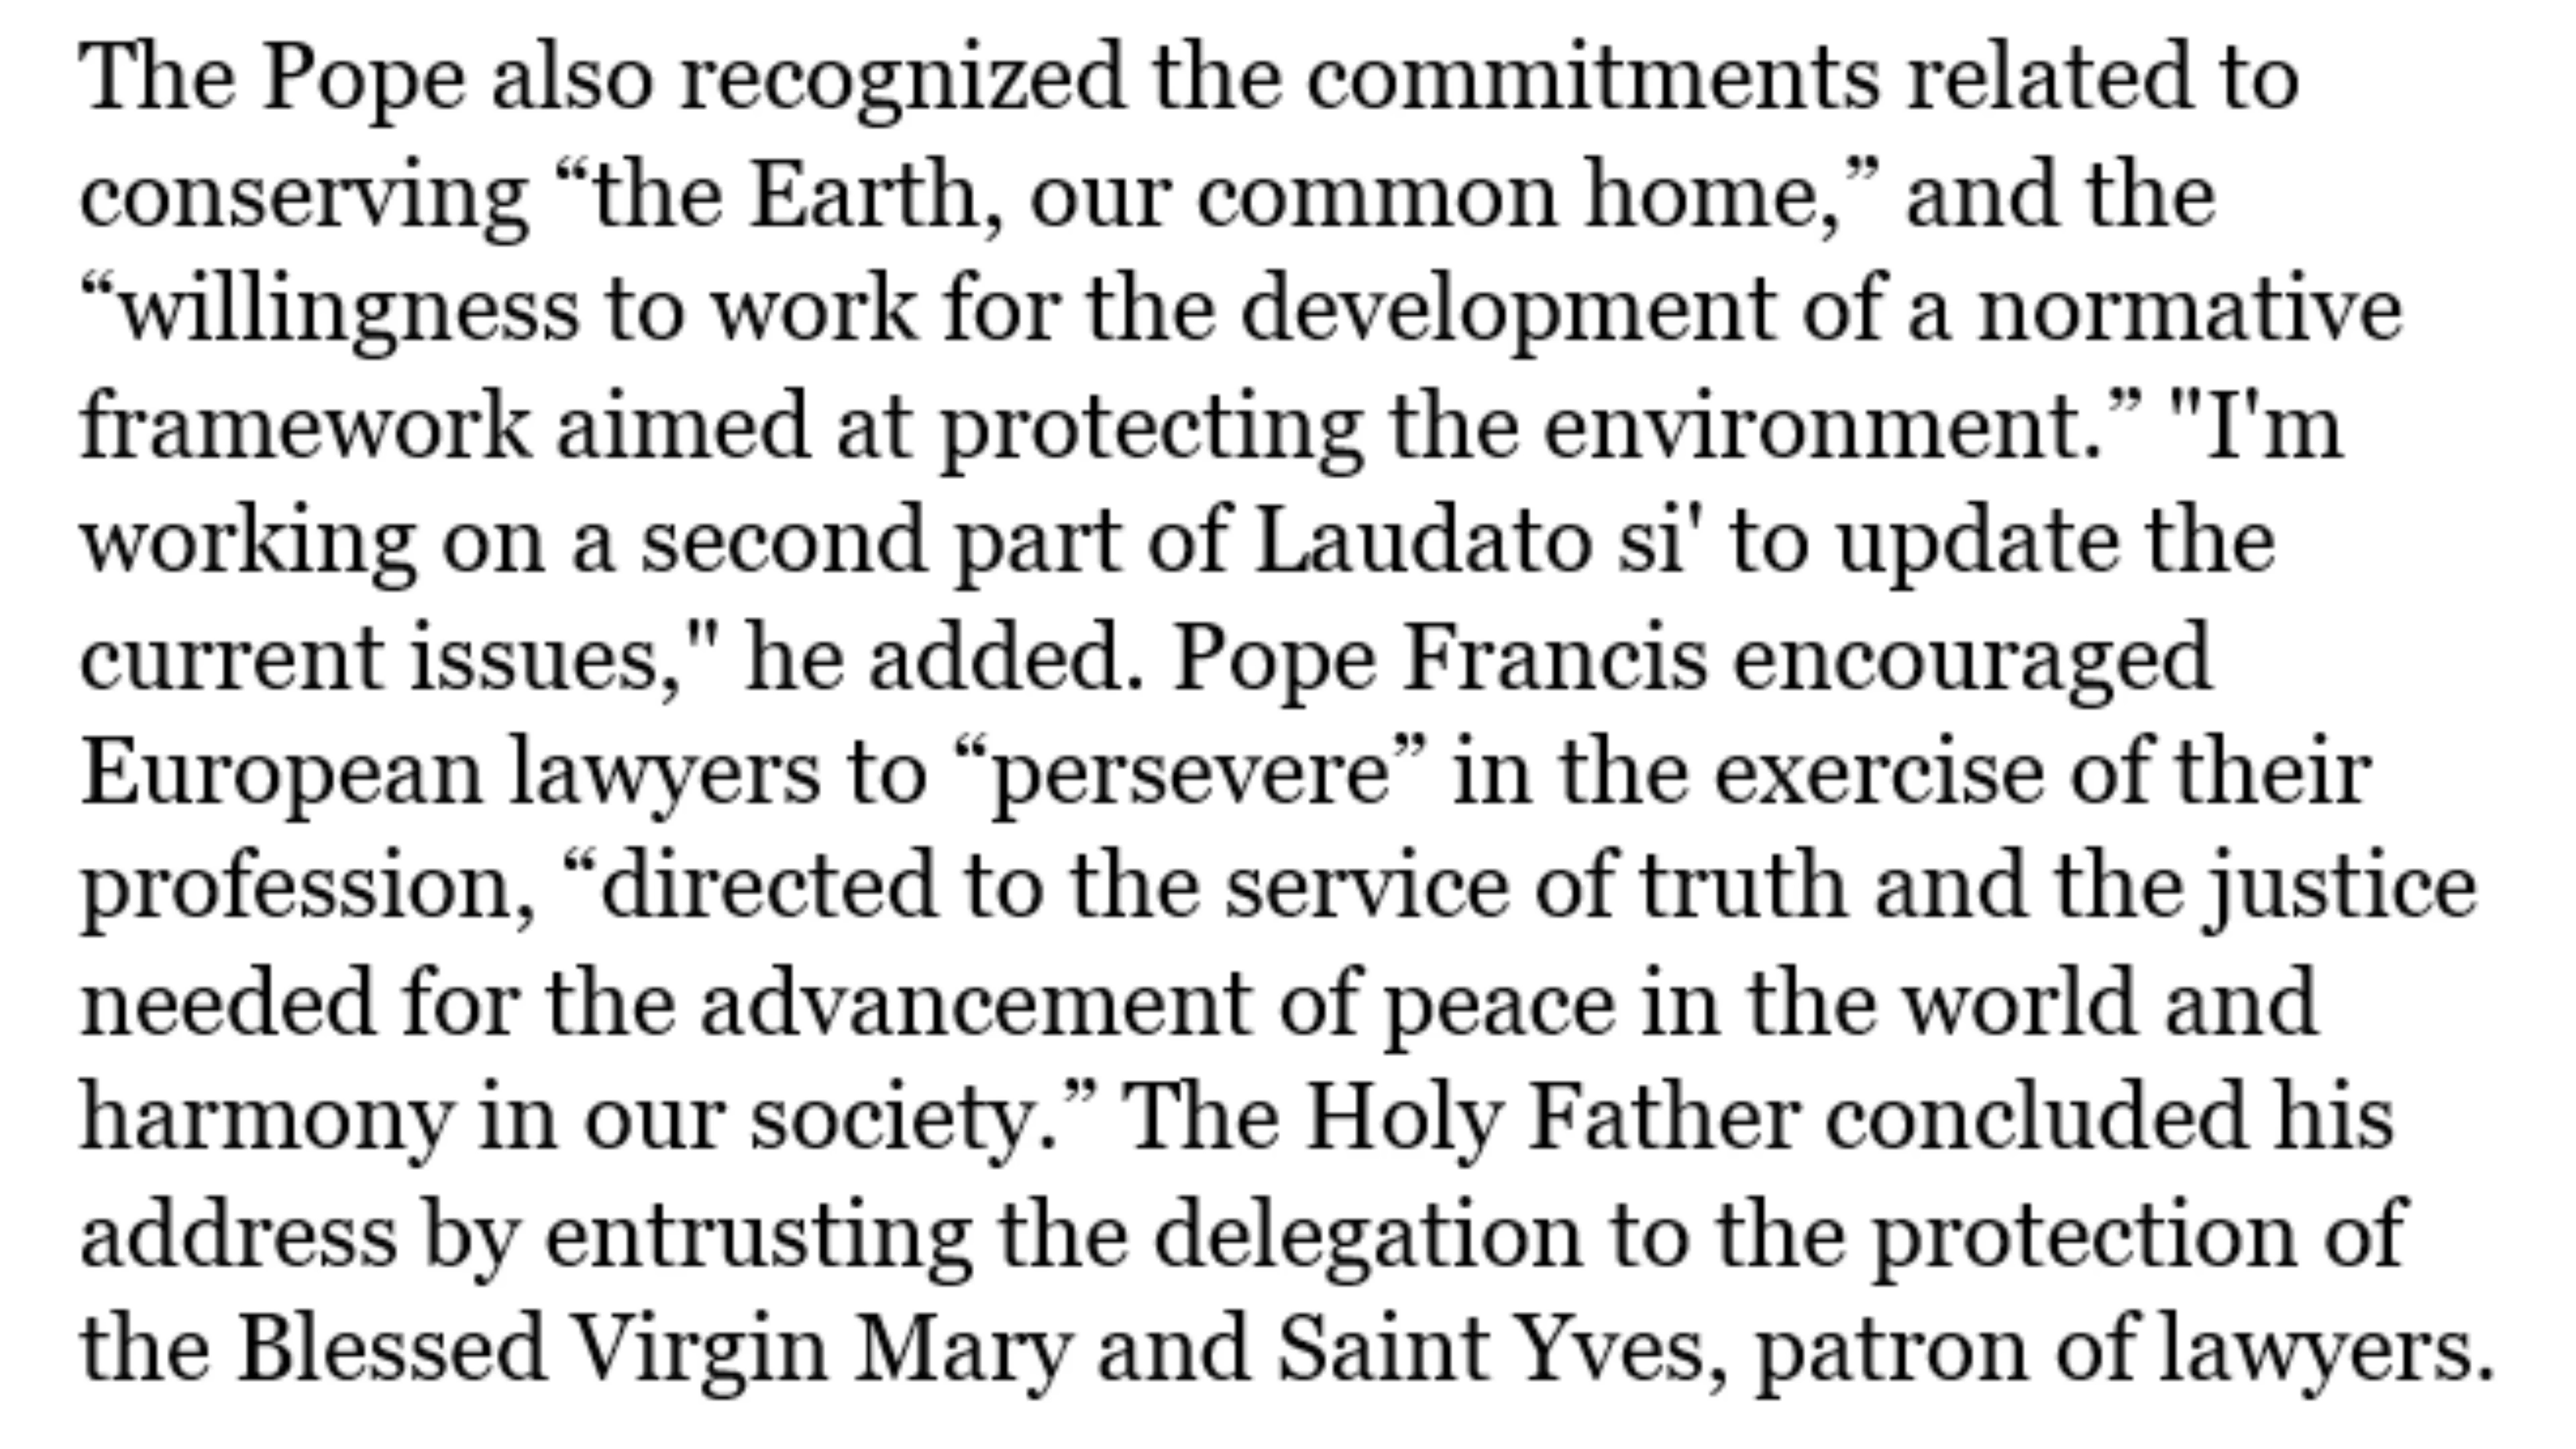 The Pope also recognized the commitments related to
conserving “the Earth, our common home,” and the
“willingness to work for the development of a normative
framework aimed at protecting the environment.” "I'm
working on a second part of Laudato si' to update the
current issues," he added. Pope Francis encouraged
European lawyers to “persevere” in the exercise of their
profession, “directed to the service of truth and the justice
needed for the advancement of peace in the world and
harmony in our society.” The Holy Father concluded his
address by entrusting the delegation to the protection of
the Blessed Virgin Mary and Saint Yves, patron of lawyers.